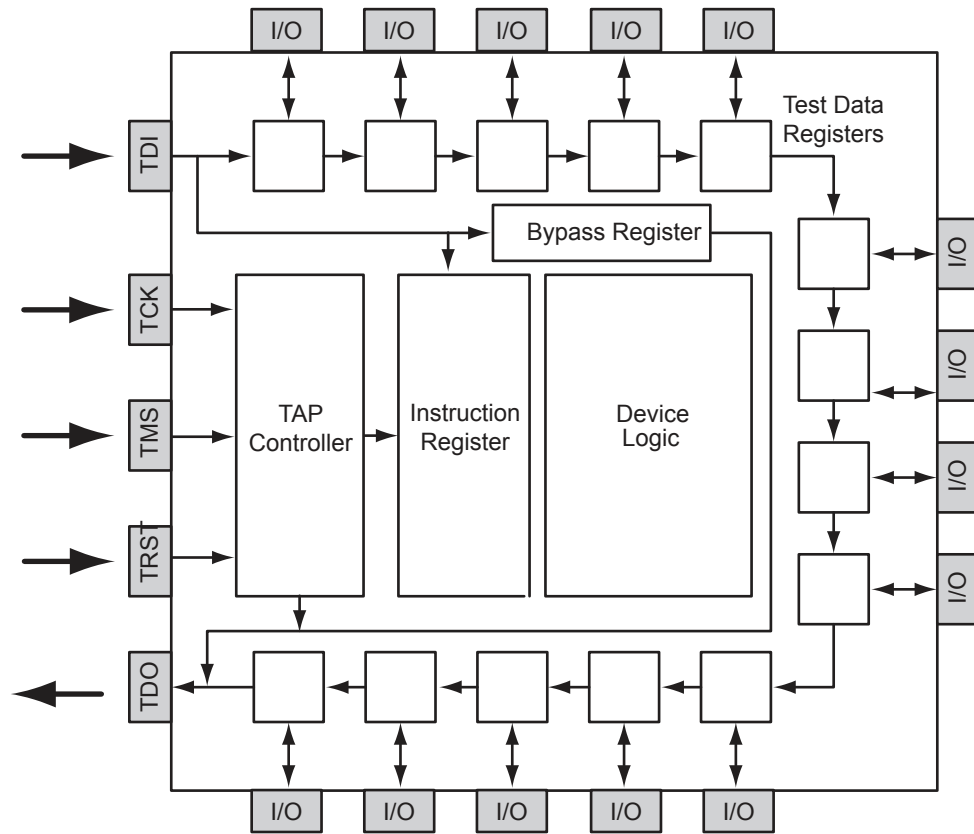 I/O
I/O
I/O
I/O
I/O
Test Data
Registers
TDI
Bypass Register
I/O
TCK
I/O
TAP
Controller
Instruction
Register
Device
Logic
TMS
I/O
TRST
I/O
TDO
I/O
I/O
I/O
I/O
I/O